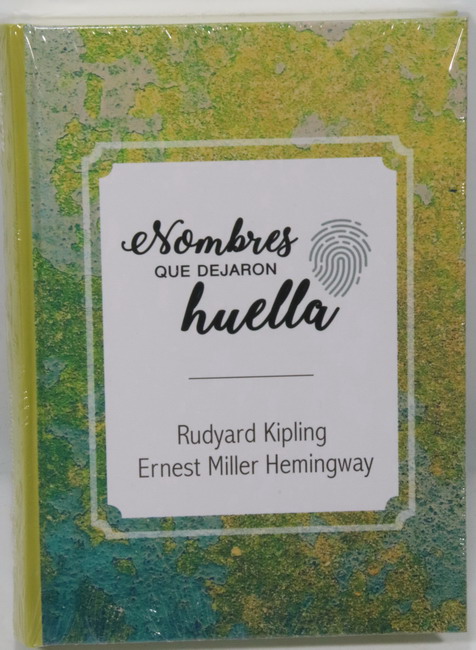 Nombres
QUE DEJARON
huella
Rudyard Kipling
Ernest Miller Hemingway